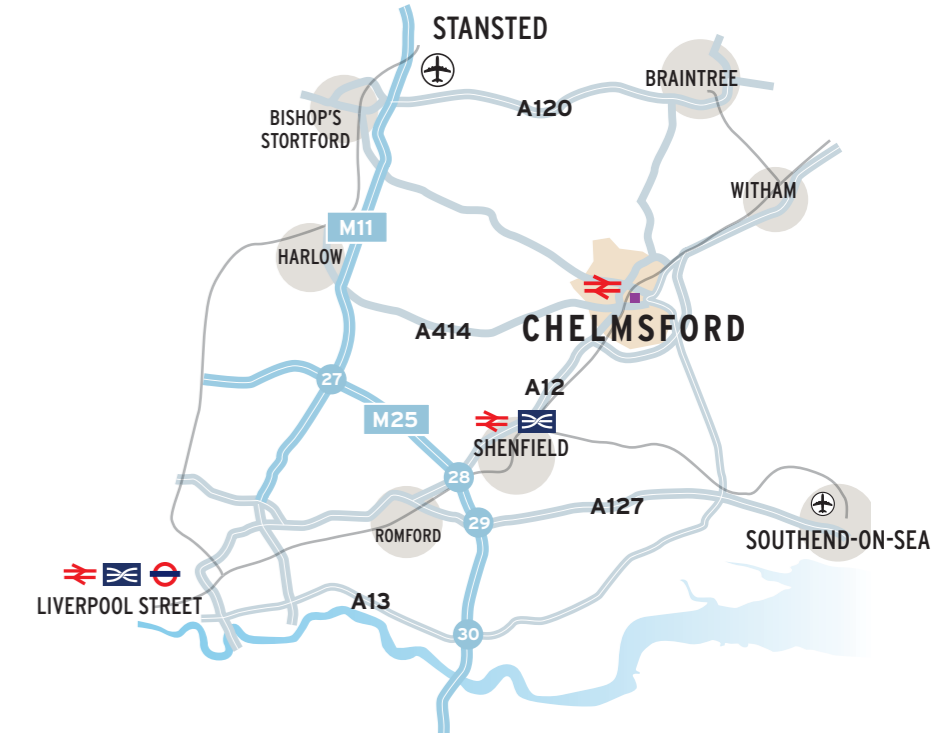 STANSTED
BRAINTREE
A120
BISHOP'S
STORTFORD
WITHAM
M11
HARLOW
A414
CHELMSFORD
27
A12
M25
SHENFIELD
28
A127
29
ROMFORD
SOUTHEND-ON-SEA
LIVERPOOL STREET
A13
30